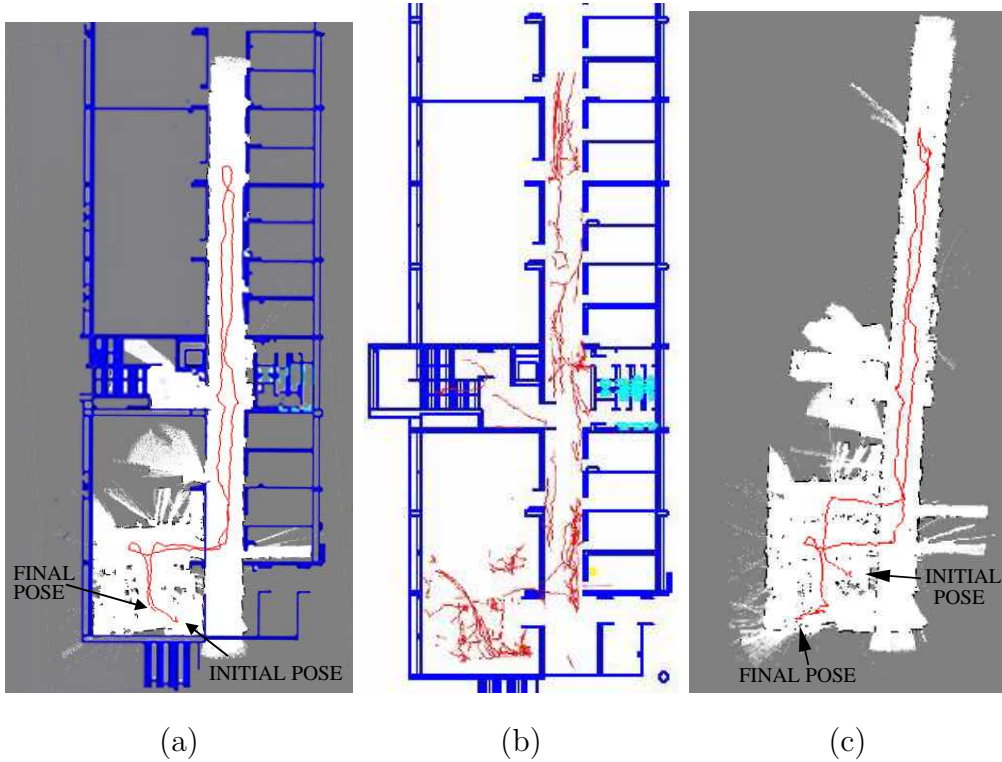 FINAL
POSE
INITIAL POSE
INITIAL
POSE
FINAL POSE
(a)
(b)
(c)